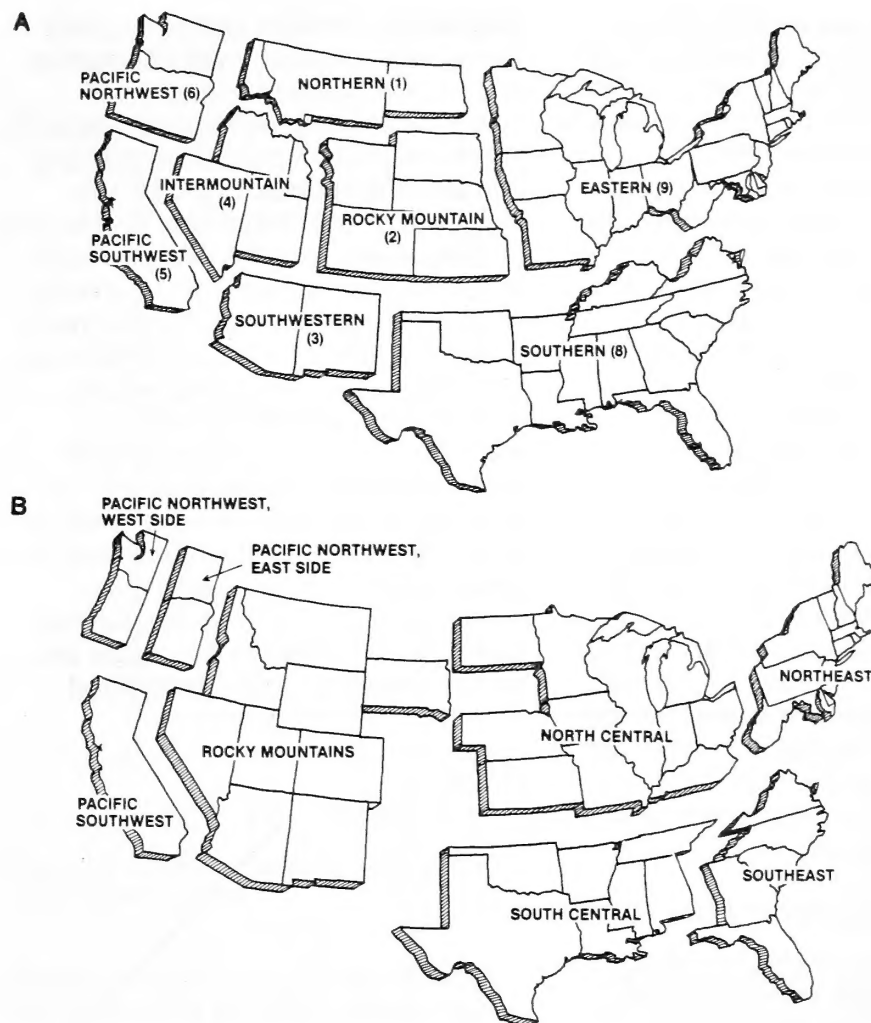 A
PACIFIC
NORTHWEST (6)
NORTHERN (1)
INTERMOUNTAIN
(4)
ROCKY MOUNTAIN
(2)
EASTERN (9)
PACIFIC
SOUTHWEST
(5)
SOUTHWESTERN
(3)
SOUTHERN (8)
B
PACIFIC NORTHWEST,
WEST SIDE
PACIFIC NORTHWEST,
EAST SIDE
NORTHEAST
ROCKY MOUNTAINS
NORTH CENTRAL
PACIFIC
SOUTHWEST
SOUTHEAST
SOUTH CENTRAL